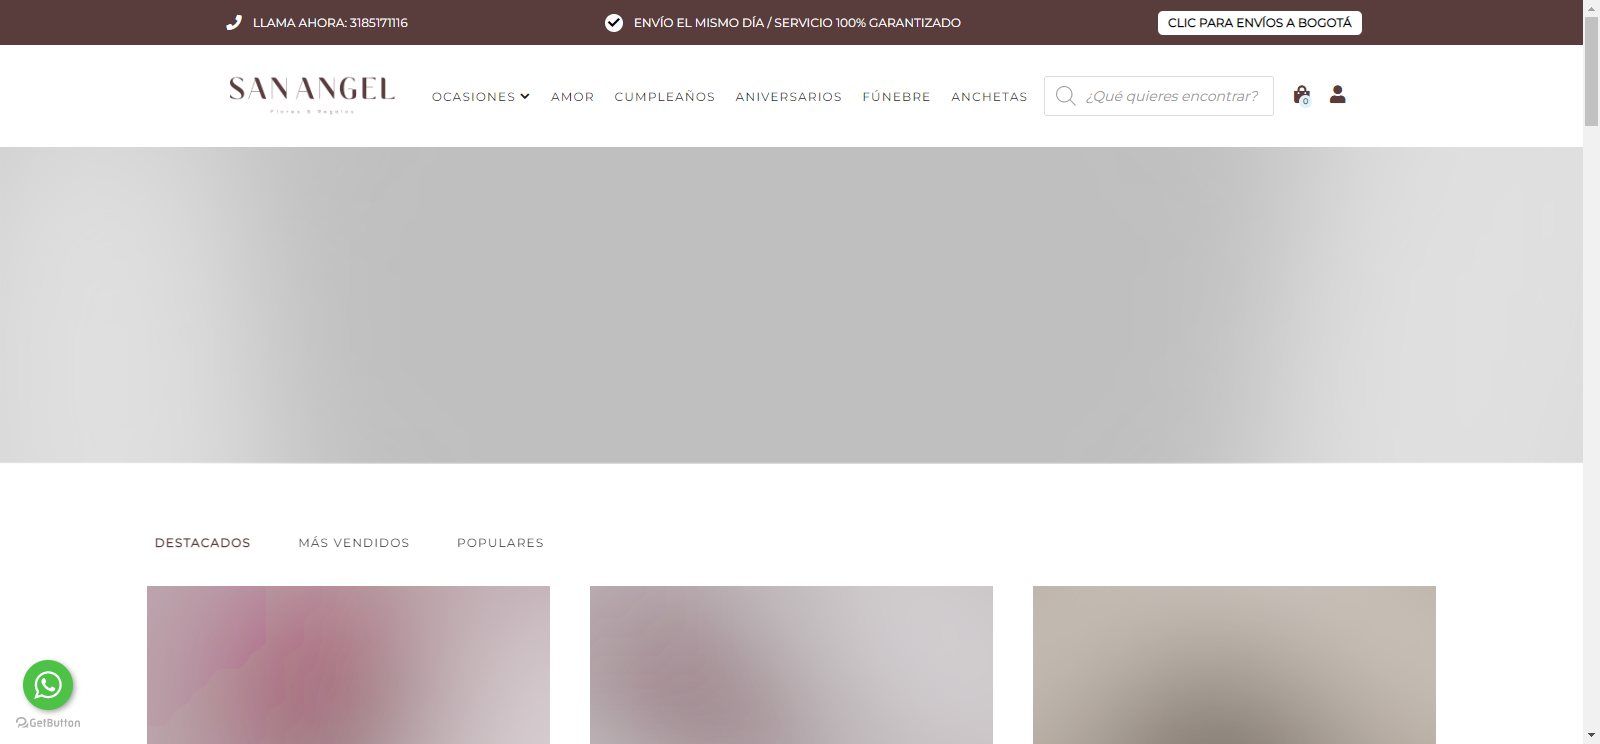 LLAMA AHORA: 3185171116
ENVÍO EL MISMO DÍA / SERVICIO 100% GARANTIZADO
CLIC PARA ENVÍOS A BOGOTÁ
SAN ANGEL
Flores & Regalos
OCASIONES
AMOR
CUMPLEAÑOS
ANIVERSARIOS
FÚNEBRE
ANCHETAS
¿Qué quieres encontrar?
0
DESTACADOS
MÁS VENDIDOS
POPULARES
GetButton